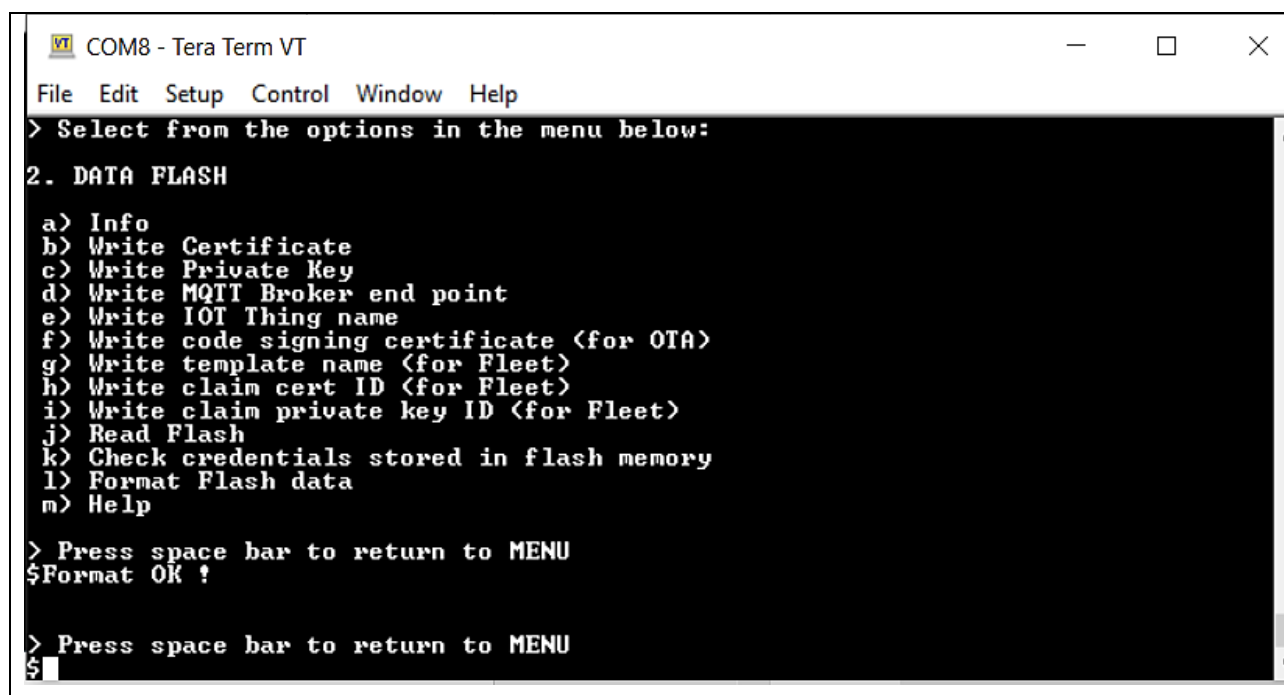 VT COM8 - Tera Term VT
File Edit Setup Control Window Help
> Select from the options in the menu below:
2. DATA FLASH
a) Info
b) Write Certificate
c) Write Private Key
d) Write MQTT Broker end point
e) Write IOT Thing name
f) Write code signing certificate (for OTA)
g) Write template name (for Fleet)
h) Write claim cert ID (for Fleet)
i) Write claim private key ID (for Fleet)
j) Read Flash
k) Check credentials stored in flash memory
l) Format Flash data
m) Help
> Press space bar to return to MENU
$Format OK !
> Press space bar to return to MENU
$